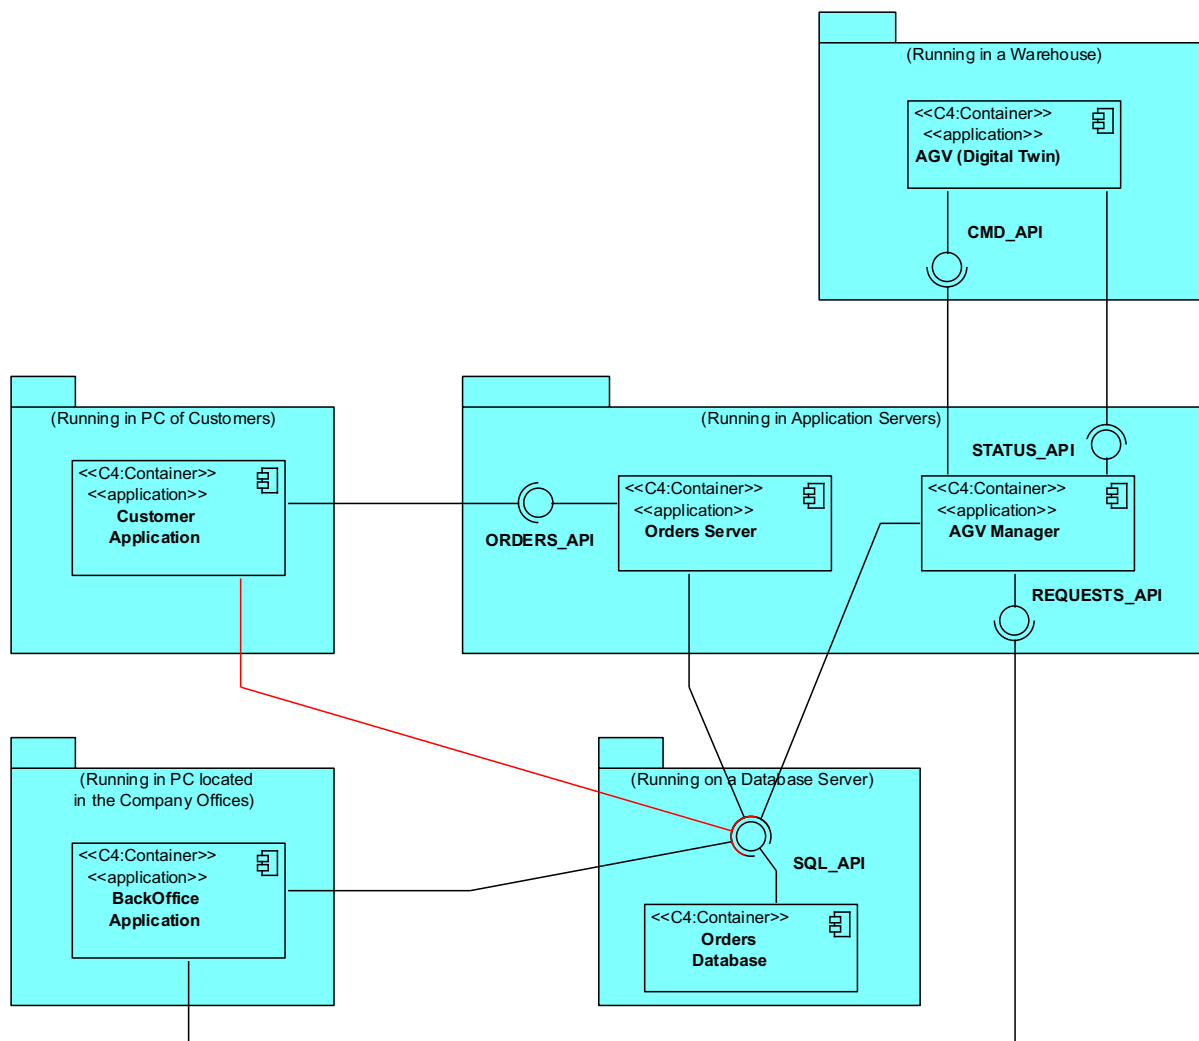 (Running in a Warehouse)
<<C4:Container>>
<<application>>
AGV (Digital Twin)
CMD_API
(Running in PC of Customers)
<<C4:Container>>
<<application>>
Customer
Application
(Running in Application Servers)
STATUS_API
ORDERS_API
<<C4:Container>>
<<application>>
Orders Server
<<C4:Container>>
<<application>>
AGV Manager
REQUESTS_API
(Running in PC located
in the Company Offices)
<<C4:Container>>
<<application>>
BackOffice
Application
(Running on a Database Server)
SQL_API
<<C4:Container>>
Orders
Database